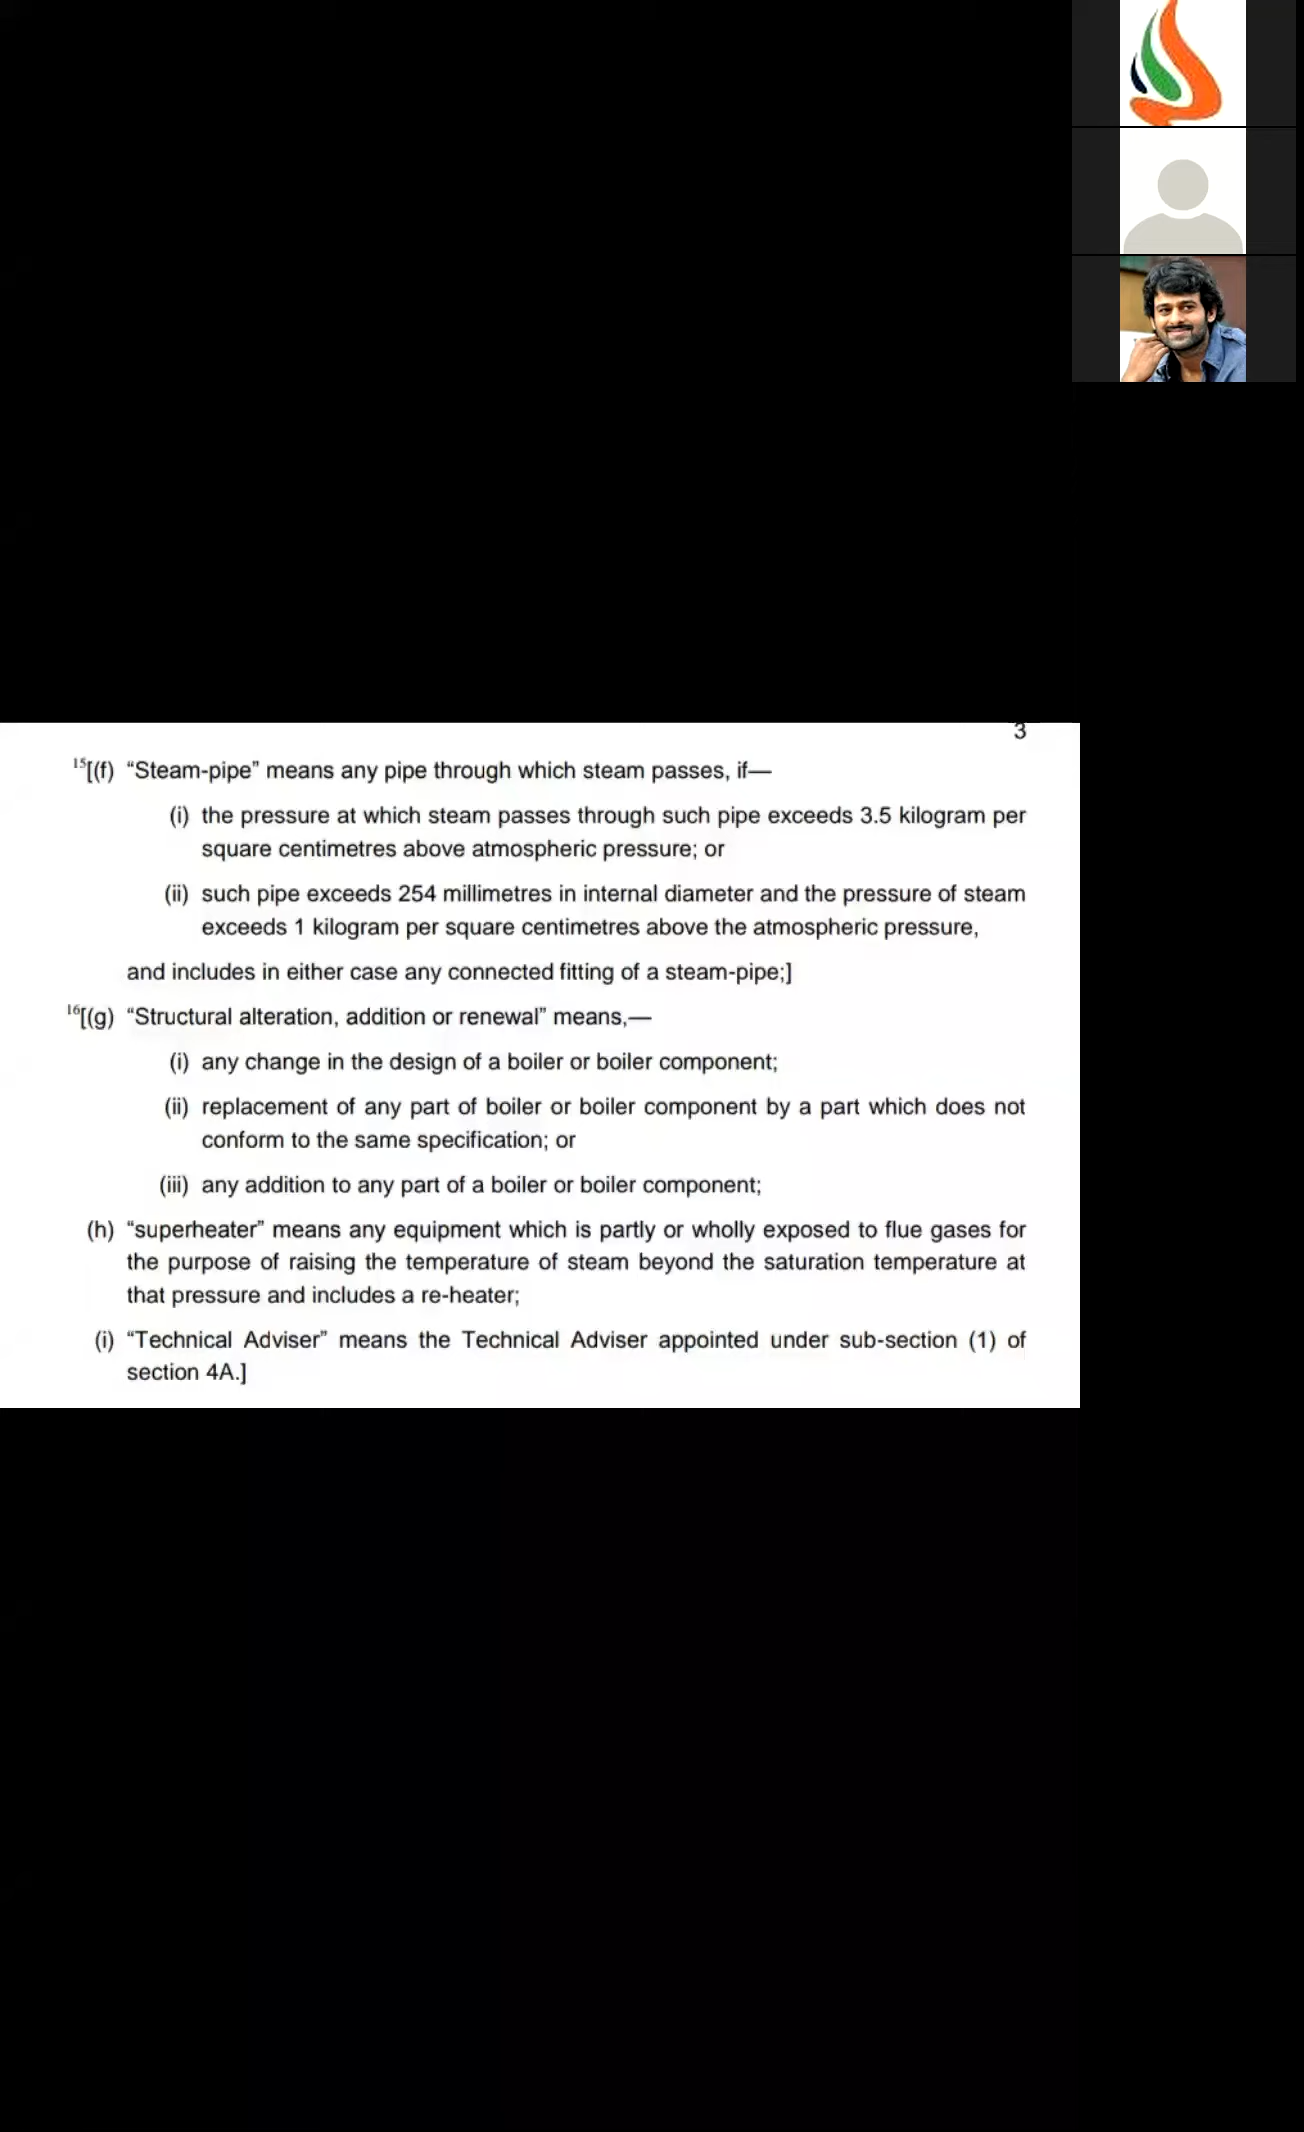 3
15[(f) “Steam-pipe” means any pipe through which steam passes, if—
(i) the pressure at which steam passes through such pipe exceeds 3.5 kilogram per
square centimetres above atmospheric pressure; or
(ii) such pipe exceeds 254 millimetres in internal diameter and the pressure of steam
exceeds 1 kilogram per square centimetres above the atmospheric pressure,
and includes in either case any connected fitting of a steam-pipe;]
16[(g) “Structural alteration, addition or renewal” means,—
(i) any change in the design of a boiler or boiler component;
(ii) replacement of any part of boiler or boiler component by a part which does not
conform to the same specification; or
(iii) any addition to any part of a boiler or boiler component;
(h) “superheater” means any equipment which is partly or wholly exposed to flue gases for
the purpose of raising the temperature of steam beyond the saturation temperature at
that pressure and includes a re-heater;
(i) “Technical Adviser” means the Technical Adviser appointed under sub-section (1) of
section 4A.]